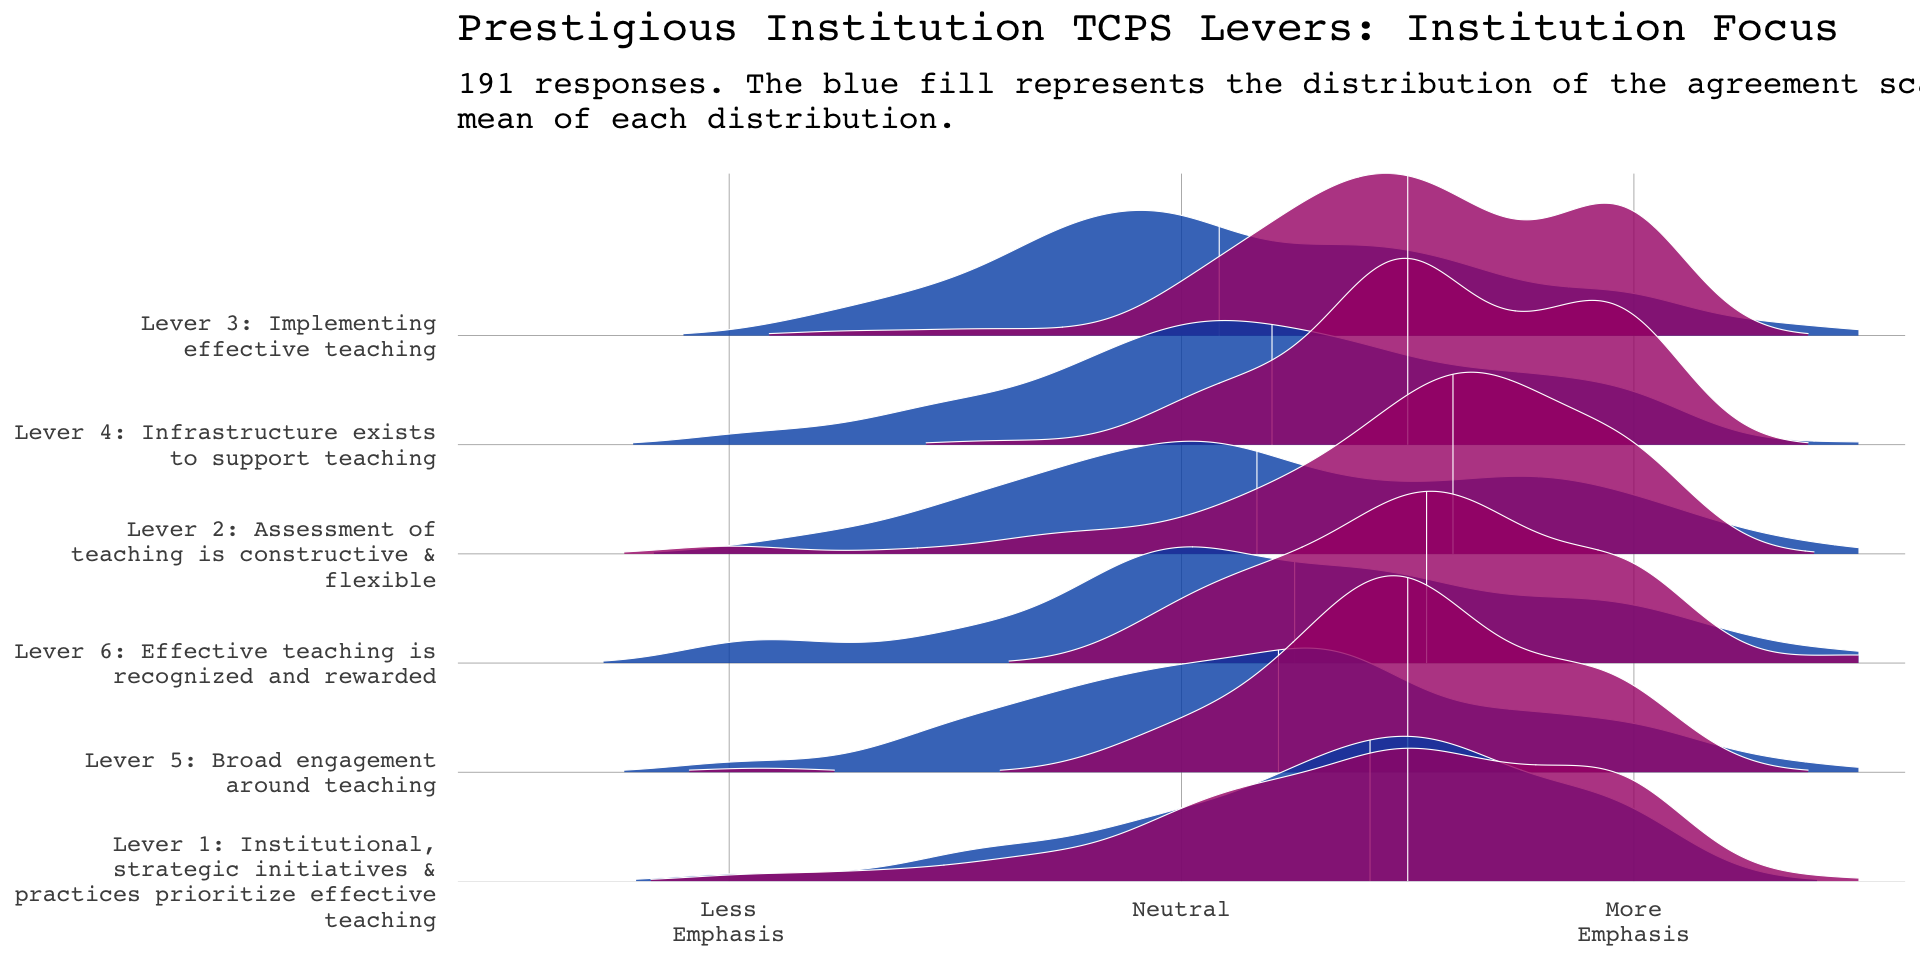 Prestigious Institution TCPS Levers: Institution Focus
191 responses. The blue fill represents the distribution of the agreement
mean of each distribution.
Lever 3: Implementing
effective teaching
Lever 4: Infrastructure exists
to support teaching
Lever 2: Assessment of
teaching is constructive &
flexible
Lever 6: Effective teaching is
recognized and rewarded
Lever 5: Broad engagement
around teaching
Lever 1: Institutional,
strategic initiatives &
practices prioritize effective
teaching
Less
Emphasis
Neutral
More
Emphasis